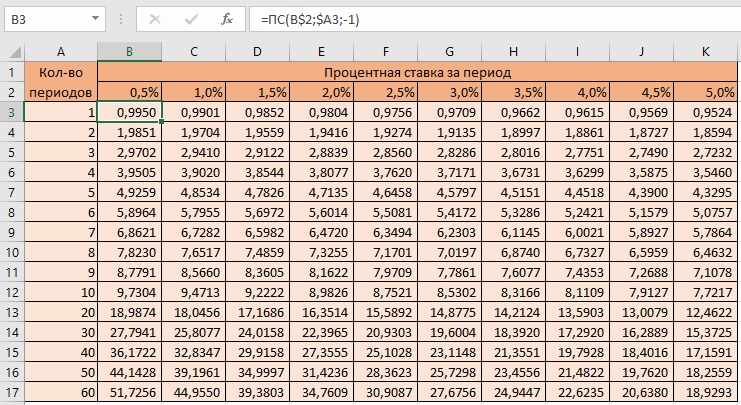 B3 fx =ПС(B$2;$A3;-1)
A B C D E F G H I J K
1 Кол-во Процентная ставка за период
2 периодов 0,5% 1,0% 1,5% 2,0% 2,5% 3,0% 3,5% 4,0% 4,5% 5,0%
3 1 0,9950 0,9901 0,9852 0,9804 0,9756 0,9709 0,9662 0,9615 0,9569 0,9524
4 2 1,9851 1,9704 1,9559 1,9416 1,9274 1,9135 1,8997 1,8861 1,8727 1,8594
5 3 2,9702 2,9410 2,9122 2,8839 2,8560 2,8286 2,8016 2,7751 2,7490 2,7232
6 4 3,9505 3,9020 3,8544 3,8077 3,7620 3,7171 3,6731 3,6299 3,5875 3,5460
7 5 4,9259 4,8534 4,7826 4,7135 4,6458 4,5797 4,5151 4,4518 4,3900 4,3295
8 6 5,8964 5,7955 5,6972 5,6014 5,5081 5,4172 5,3286 5,2421 5,1579 5,0757
9 7 6,8621 6,7282 6,5982 6,4720 6,3494 6,2303 6,1145 6,0021 5,8927 5,7864
10 8 7,8230 7,6517 7,4859 7,3255 7,1701 7,0197 6,8740 6,7327 6,5959 6,4632
11 9 8,7791 8,5660 8,3605 8,1622 7,9709 7,7861 7,6077 7,4353 7,2688 7,1078
12 10 9,7304 9,4713 9,2222 8,9826 8,7521 8,5302 8,3166 8,1109 7,9127 7,7217
13 20 18,9874 18,0456 17,1686 16,3514 15,5892 14,8775 14,2124 13,5903 13,0079 12,4622
14 30 27,7941 25,8077 24,0158 22,3965 20,9303 19,6004 18,3920 17,2920 16,2889 15,3725
15 40 36,1722 32,8347 29,9158 27,3555 25,1028 23,1148 21,3551 19,7928 18,4016 17,1591
16 50 44,1428 39,1961 34,9997 31,4236 28,3623 25,7298 23,4556 21,4822 19,7620 18,2559
17 60 51,7256 44,9550 39,3803 34,7609 30,9087 27,6756 24,9447 22,6235 20,6380 18,9293